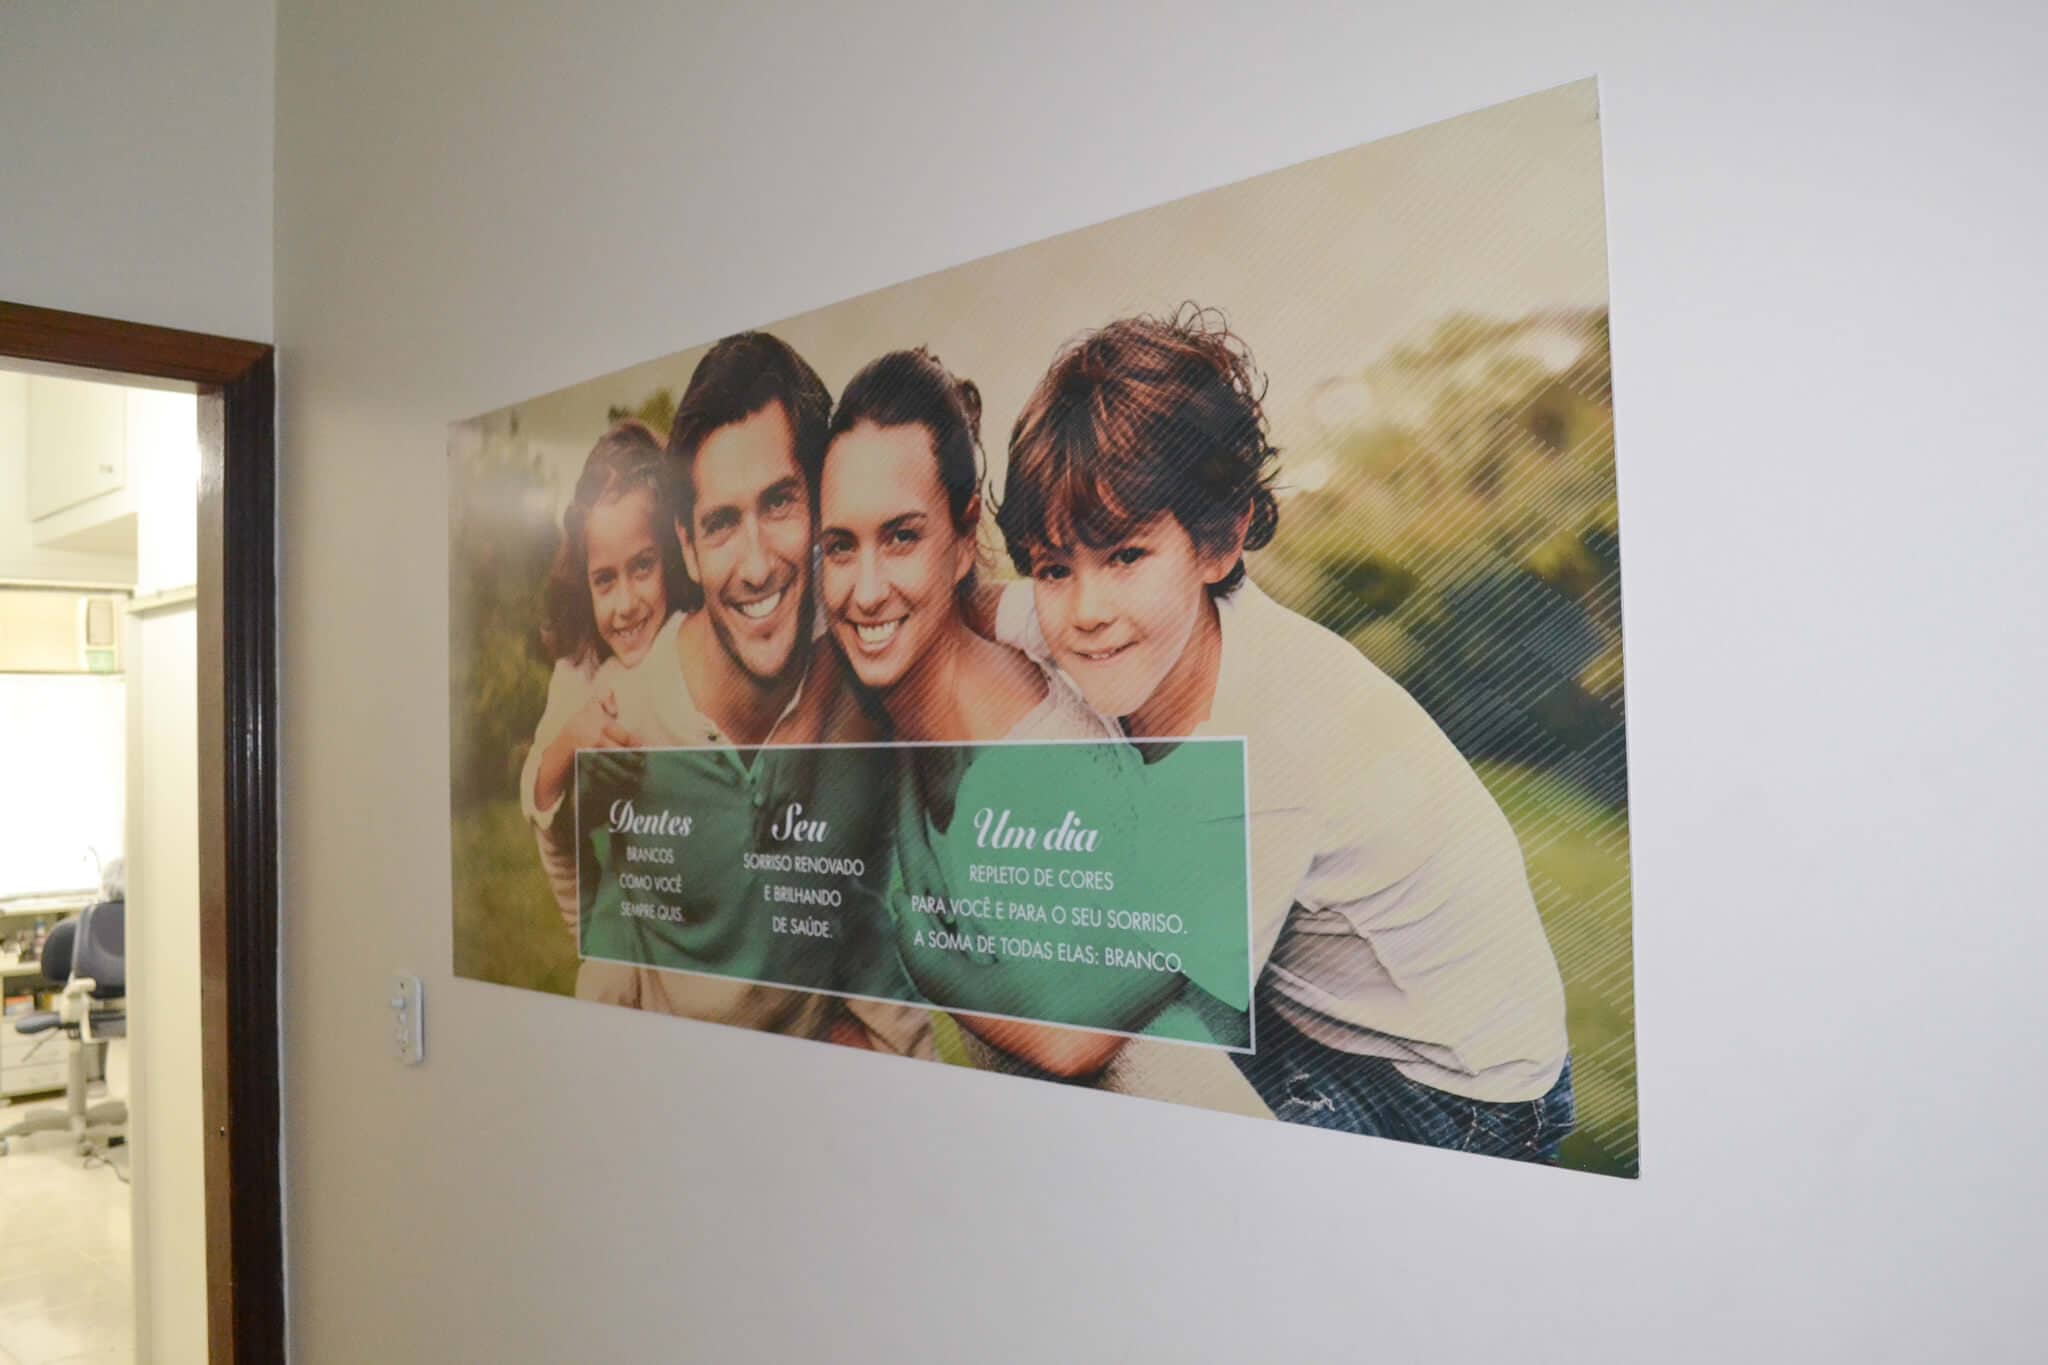 Dentes
BRANCOS
COMO VOCÊ
SEMPRE QUIS.
Seu
SORRISO RENOVADO
E BRILHANDO
DE SAÚDE.
Um dia
REPLETO DE CORES
PARA VOCÊ E PARA O SEU SORRISO.
A SOMA DE TODAS ELAS: BRANCO.